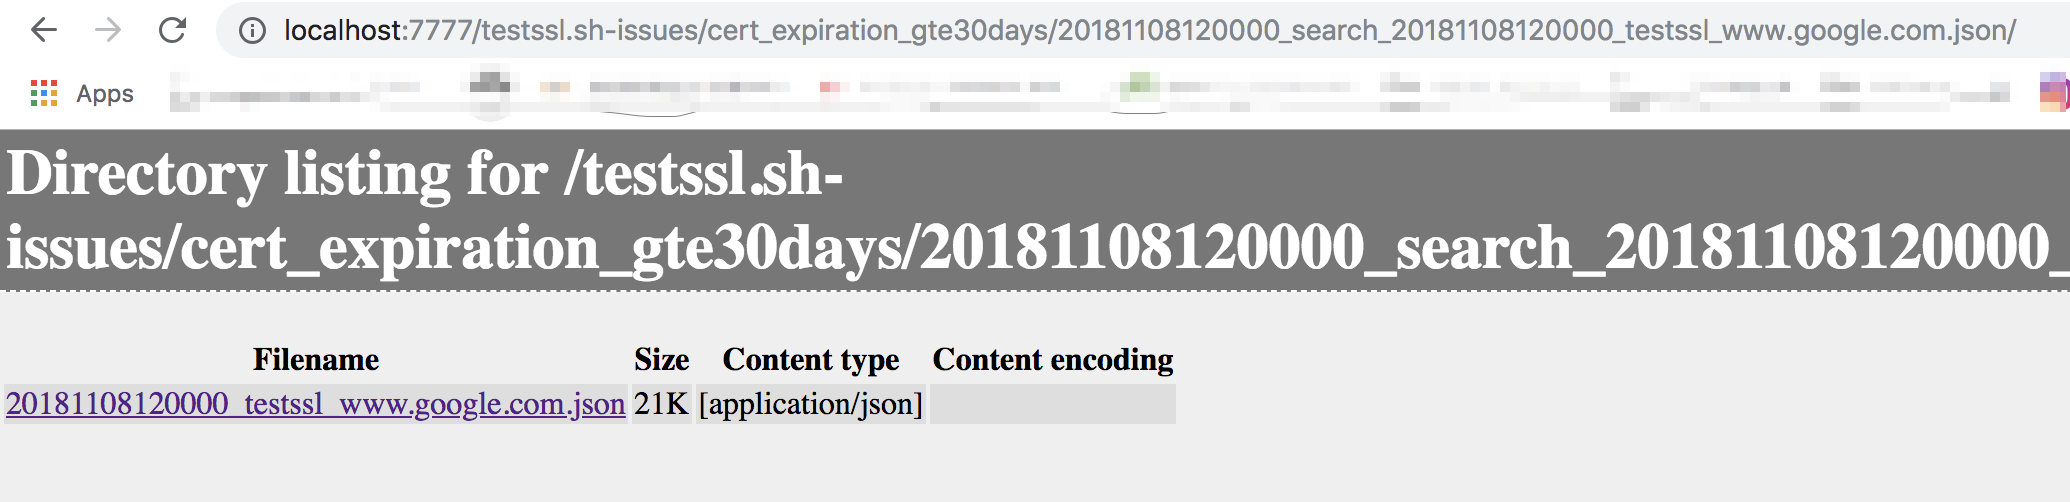 localhost:7777/testssl.sh-issues/cert_expiration_gte30days/20181108120000_search_20181108120000_testssl_www.google.com.json/
Apps
Directory listing for /testssl.sh-
issues/cert_expiration_gte30days/20181108120000_search_20181108120000_
Filename Size Content type Content encoding
20181108120000_testssl_www.google.com.json 21K [application/json]